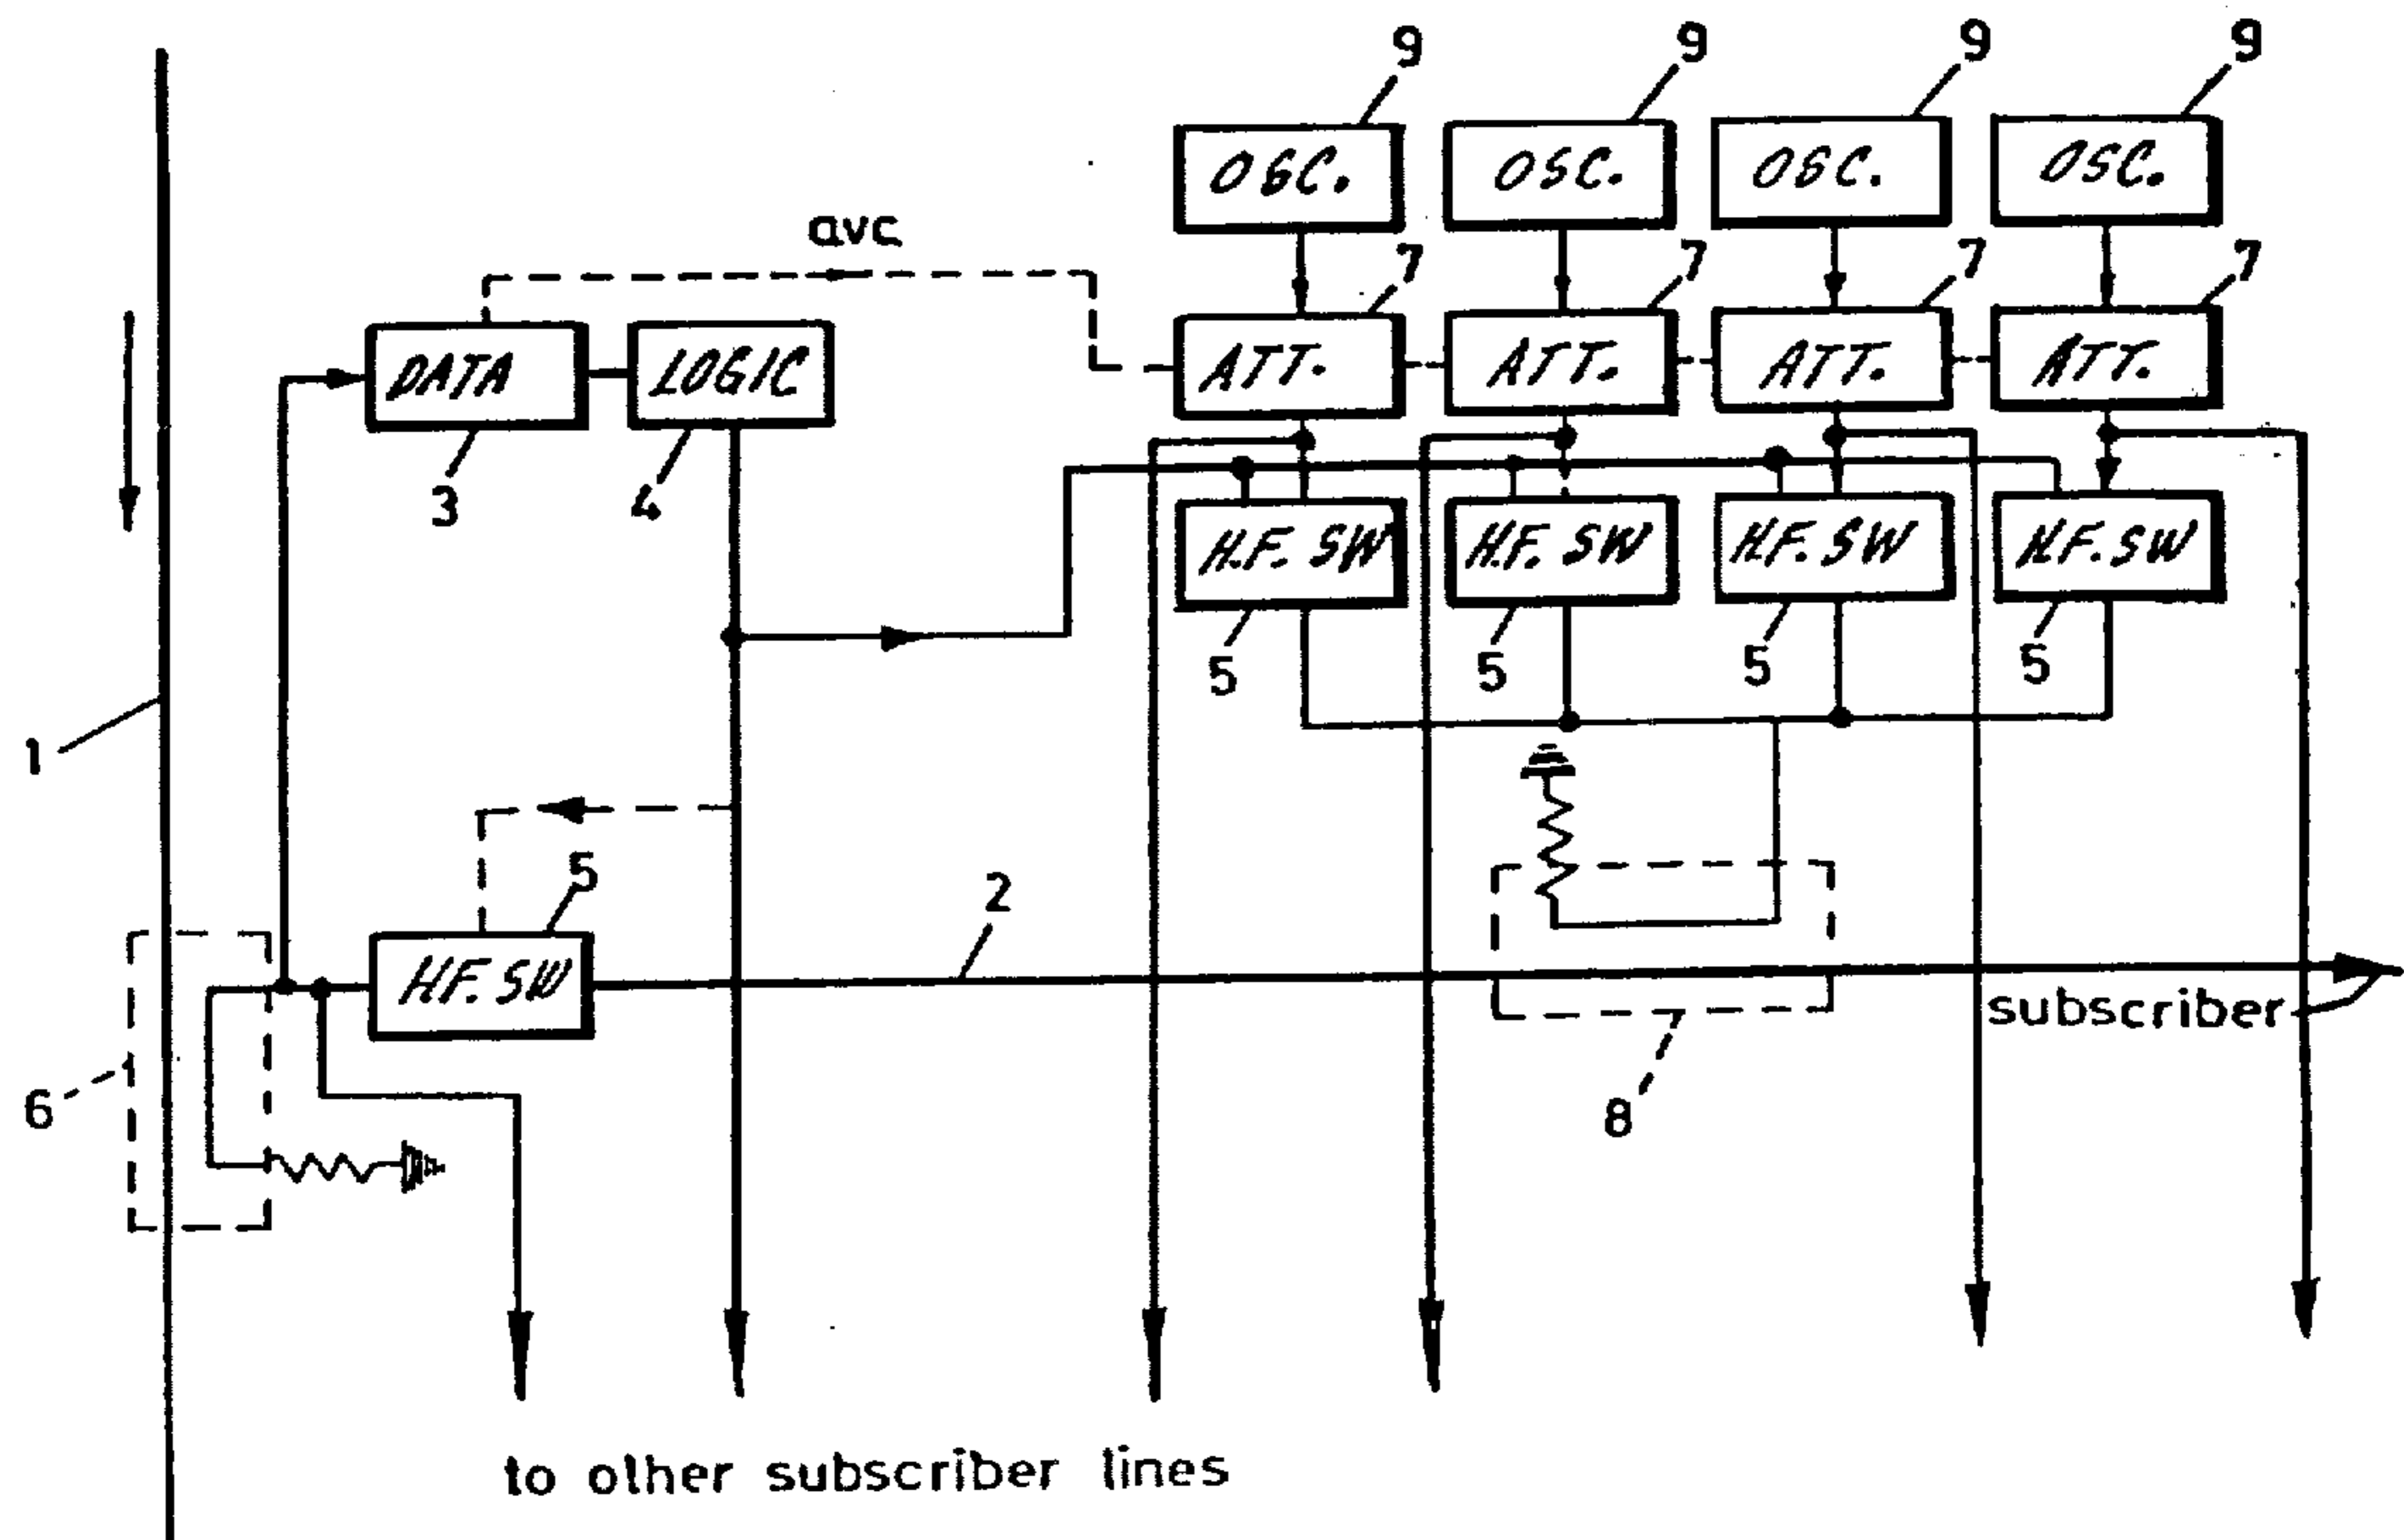 9 9 9 9
OSC. OSC. OSC. OSC.
avc
7 7 7 7
DATA LOGIC ATT. ATT. ATT. ATT.
3 4
H.F. SW H.F. SW H.F. SW H.F. SW
5 5 5 5
1
5 2
H.F. SW
subscriber
6 8
to other subscriber lines